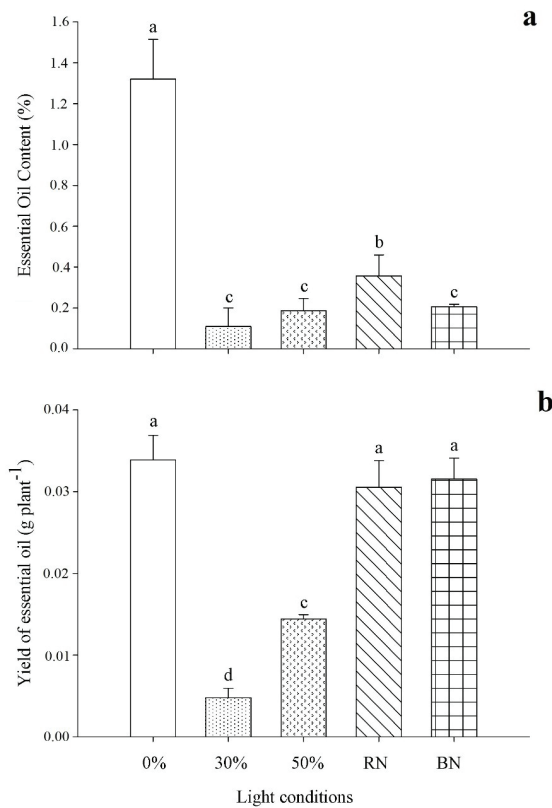 a
1.6
1.4
1.2
1.0
0.8
0.6
0.4
0.2
0.0
Essential Oil Content (%)
a
c
c
b
c
b
0.04
0.03
0.02
0.01
0.00
Yield of essential oil (g plant-1)
a
d
c
a
a
0% 30% 50% RN BN
Light conditions